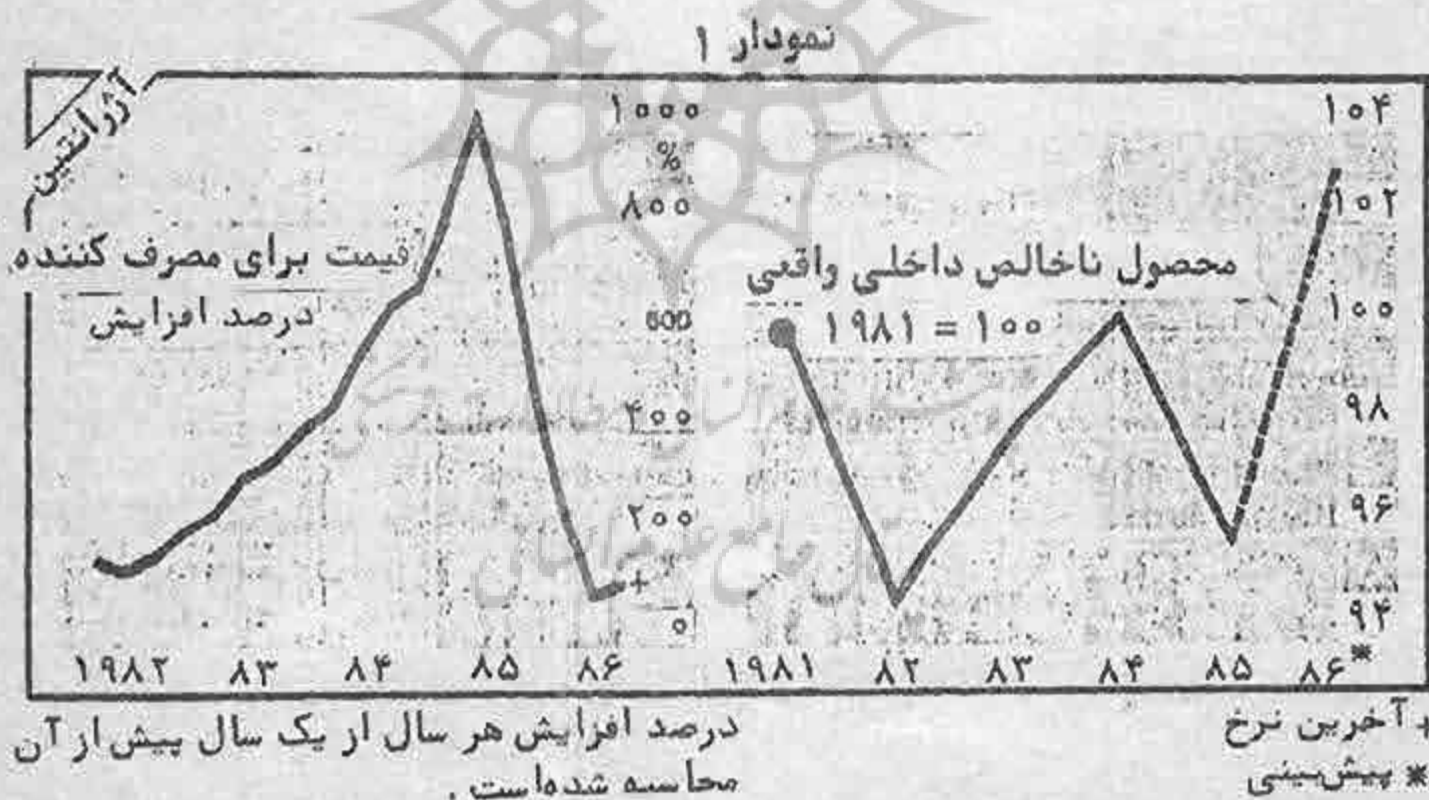 نمودار ۱
آرژانتین
قیمت برای مصرف کننده
درصد افزایش
۱۰۰۰
%
۸۰۰
600
۴۰۰
۲۰۰
+
۰
۱۹۸۲ ۸۳ ۸۴ ۸۵ ۸۶
محصول ناخالص داخلی واقعی
۱۹۸۱ = ۱۰۰
۱۰۴
۱۰۲
۱۰۰
۹۸
۹۶
۹۴
۱۹۸۱ ۸۲ ۸۳ ۸۴ ۸۵ ۸۶*
+ آخرین نرخ
* پیش‌بینی
درصد افزایش هر سال از یک سال پیش از آن
محاسبه شده‌است .